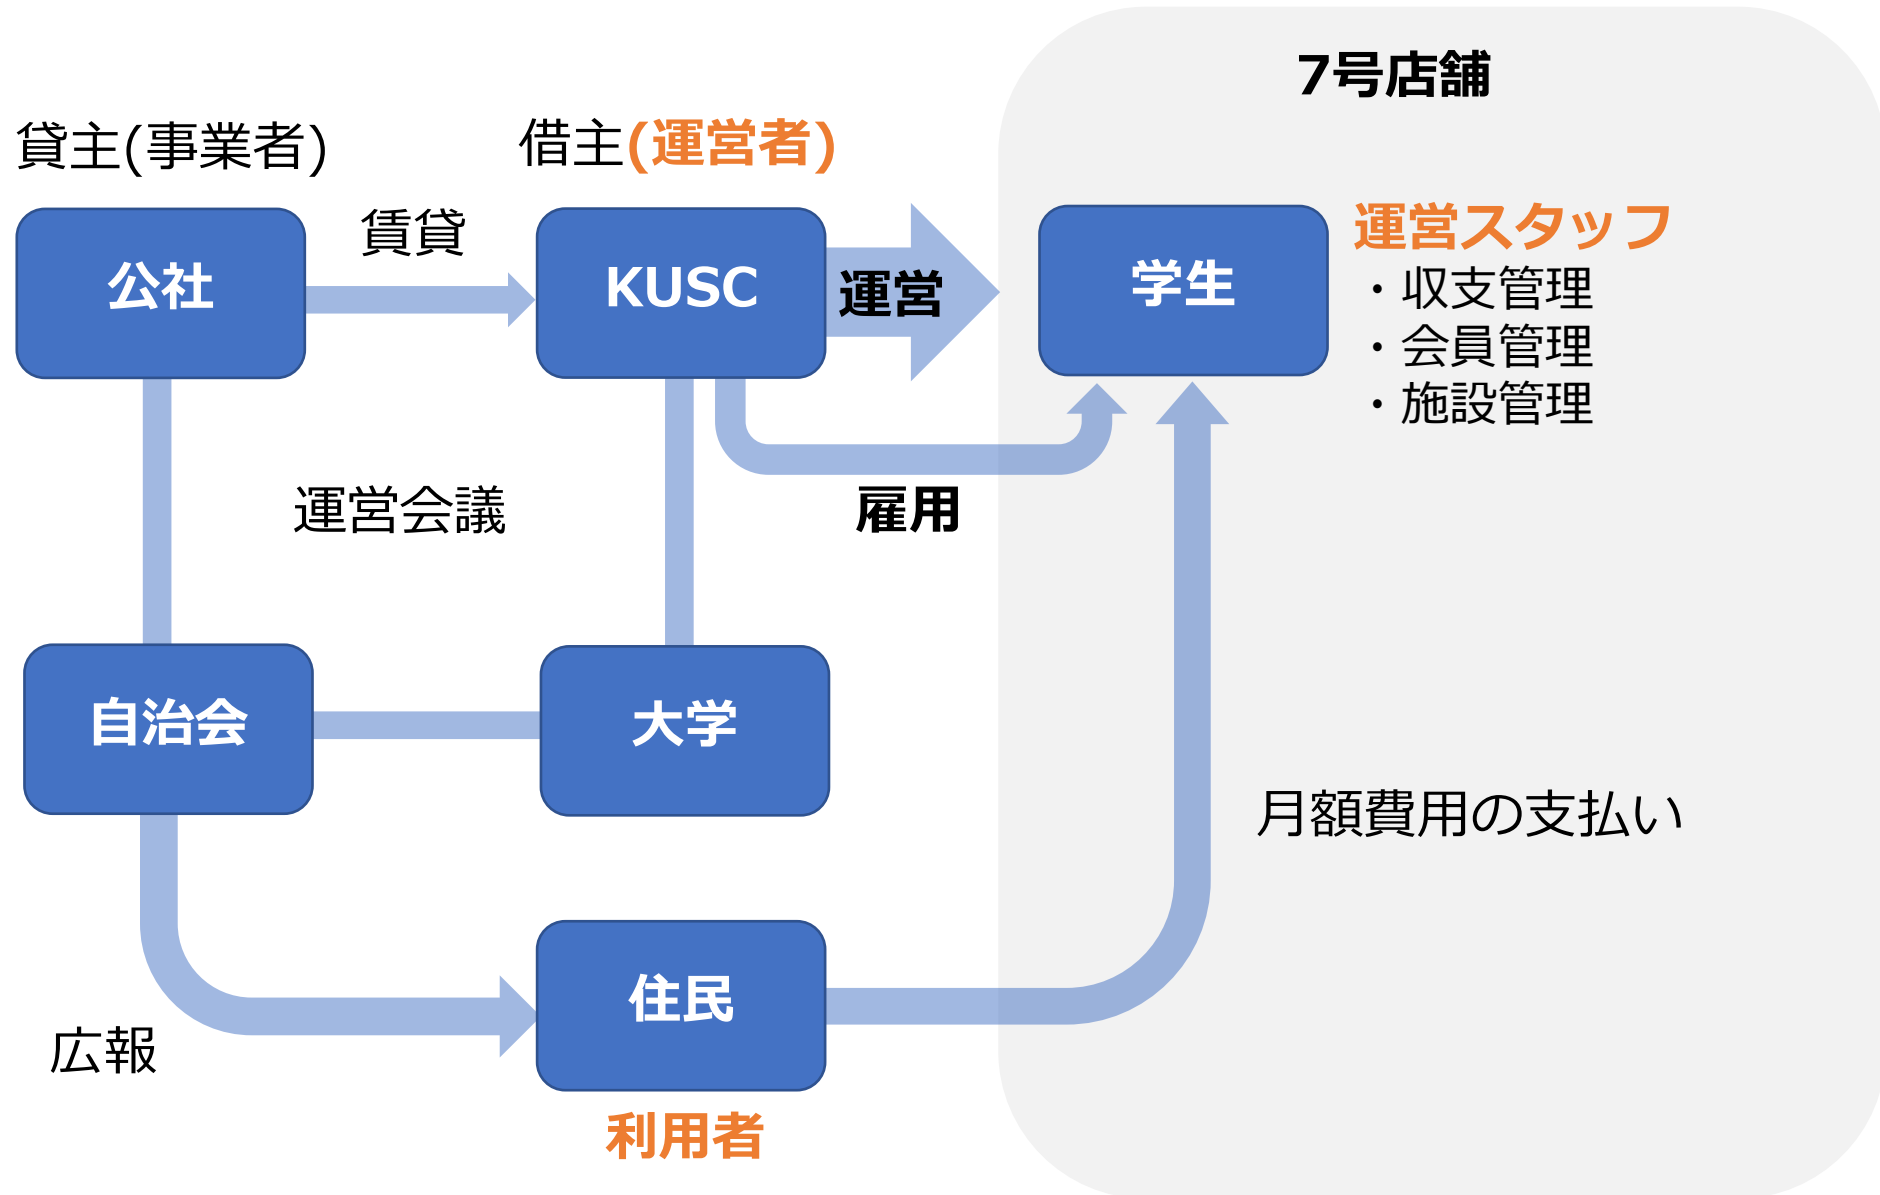 7号店舗
貸主(事業者)
借主(運営者)
賃貸
公社
KUSC
運営
学生
運営スタッフ
・収支管理
・会員管理
・施設管理
運営会議
雇用
自治会
大学
月額費用の支払い
広報
住民
利用者